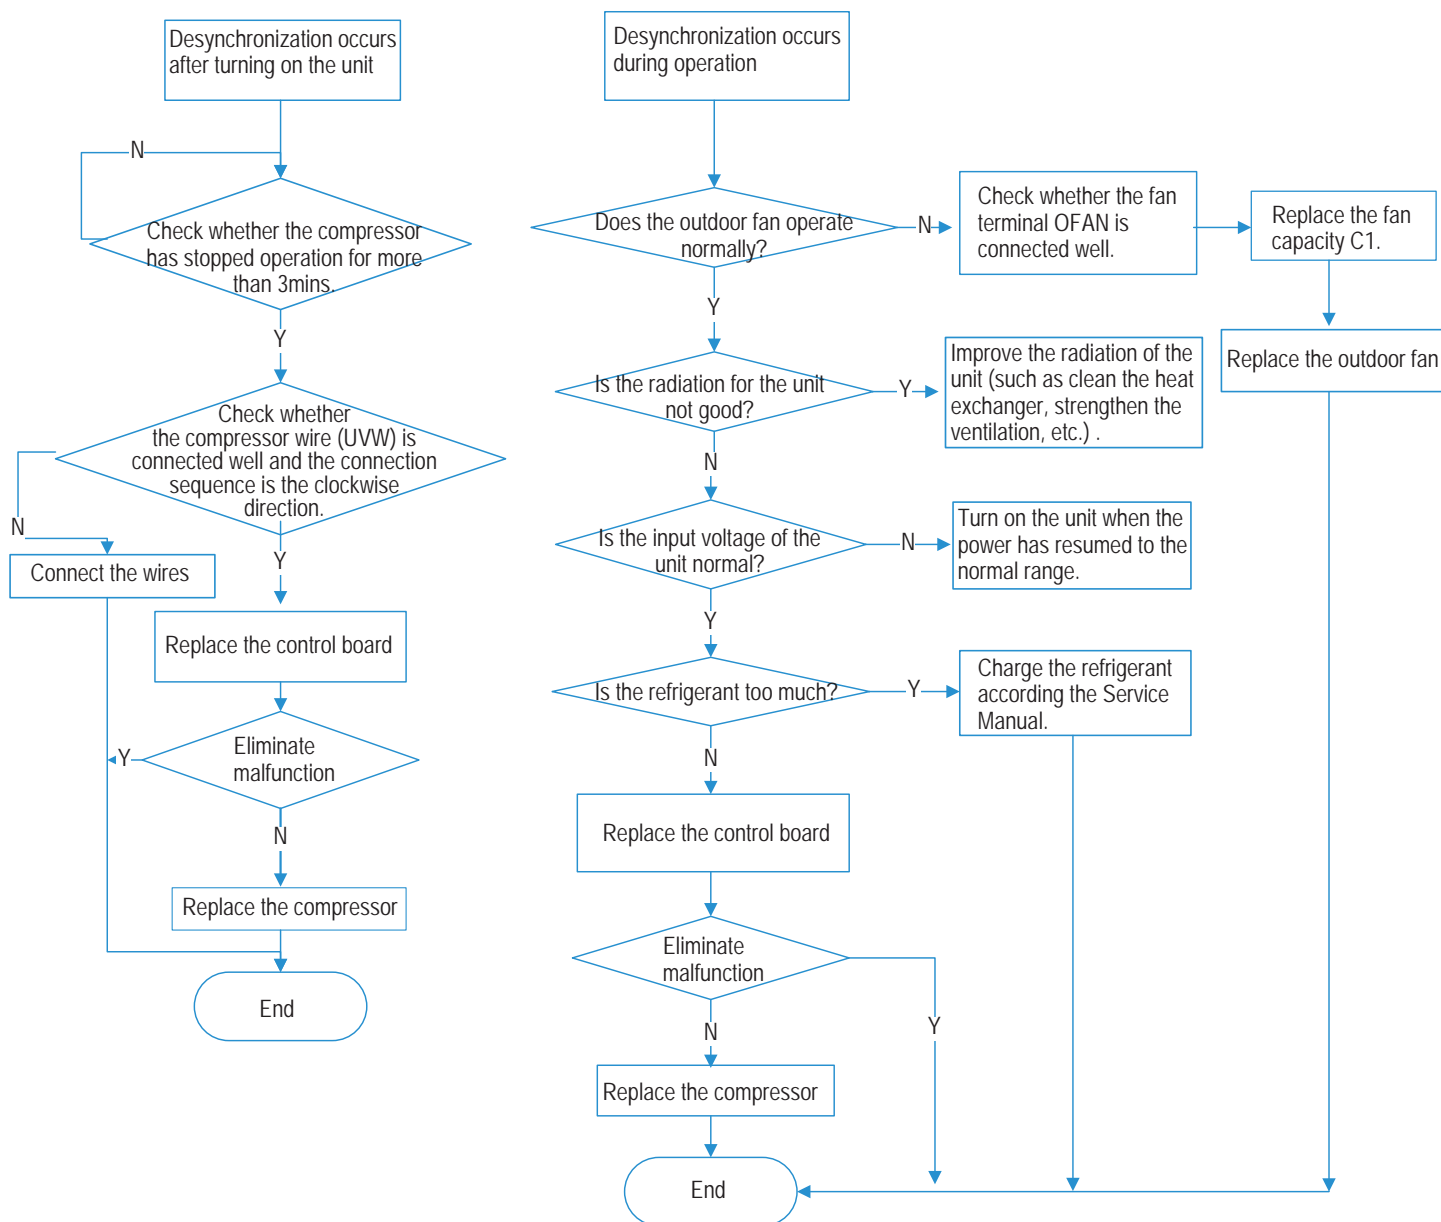 Desynchronization occurs
after turning on the unit
N
Check whether the compressor
has stopped operation for more
than 3mins.
Y
Check whether
the compressor wire (UVW) is
connected well and the connection
sequence is the clockwise
direction.
N
Y
Connect the wires
Replace the control board
Eliminate
malfunction
Y
N
Replace the compressor
End
Desynchronization occurs
during operation
Does the outdoor fan operate
normally?
N
Check whether the fan
terminal OFAN is
connected well.
Replace the fan
capacity C1.
Replace the outdoor fan
Y
Is the radiation for the unit
not good?
Y
Improve the radiation of the
unit (such as clean the heat
exchanger, strengthen the
ventilation, etc.) .
N
Is the input voltage of the
unit normal?
N
Turn on the unit when the
power has resumed to the
normal range.
Y
Is the refrigerant too much?
Y
Charge the refrigerant
according the Service
Manual.
N
Replace the control board
Eliminate
malfunction
Y
N
Replace the compressor
End